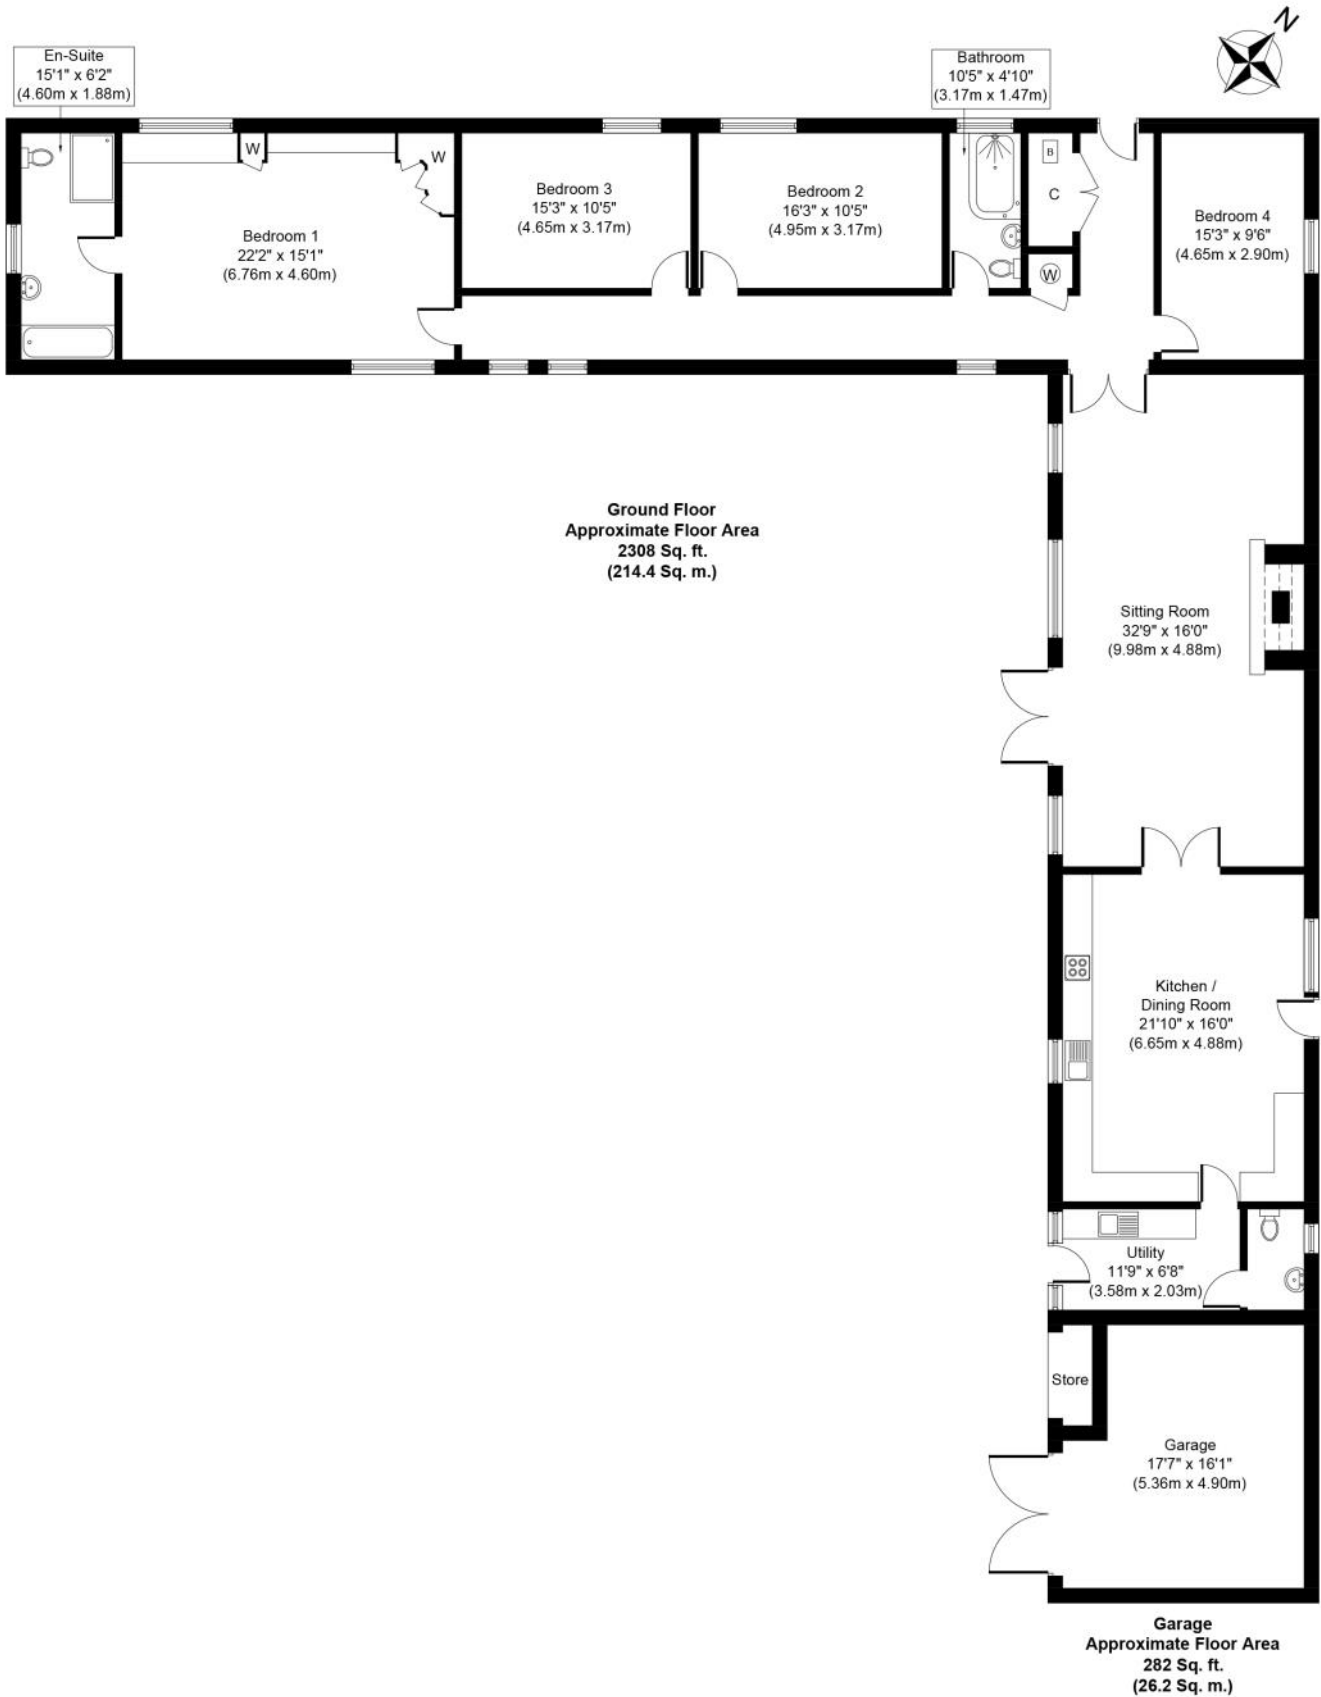 N
En-Suite
15'1" x 6'2"
(4.60m x 1.88m)
Bathroom
10'5" x 4'10"
(3.17m x 1.47m)
W
W
B
C
W
Bedroom 1
22'2" x 15'1"
(6.76m x 4.60m)
Bedroom 3
15'3" x 10'5"
(4.65m x 3.17m)
Bedroom 2
16'3" x 10'5"
(4.95m x 3.17m)
Bedroom 4
15'3" x 9'6"
(4.65m x 2.90m)
Ground Floor
Approximate Floor Area
2308 Sq. ft.
(214.4 Sq. m.)
Sitting Room
32'9" x 16'0"
(9.98m x 4.88m)
Kitchen /
Dining Room
21'10" x 16'0"
(6.65m x 4.88m)
Utility
11'9" x 6'8"
(3.58m x 2.03m)
Store
Garage
17'7" x 16'1"
(5.36m x 4.90m)
Garage
Approximate Floor Area
282 Sq. ft.
(26.2 Sq. m.)